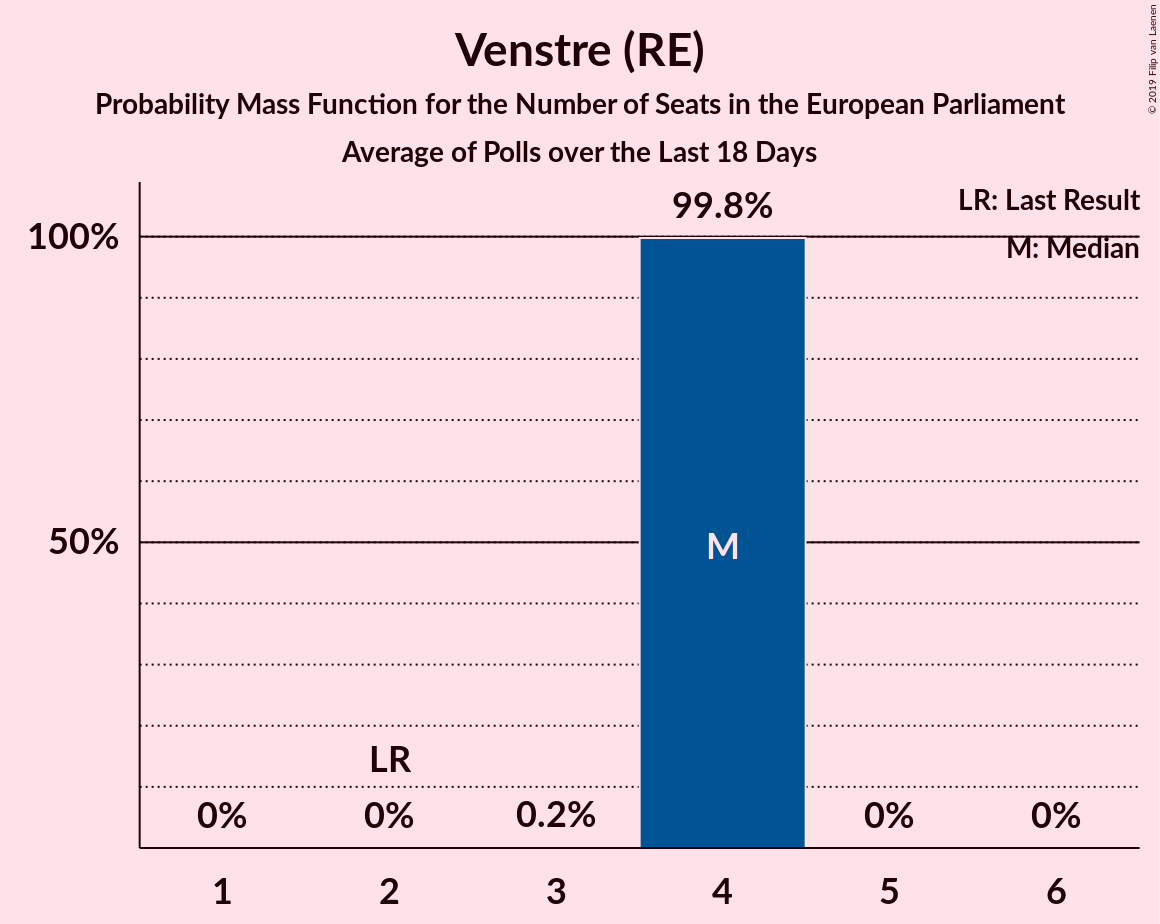 Venstre (RE)
Probability Mass Function for the Number of Seats in the European Parliament
Average of Polls over the Last 18 Days
© 2019 Filip van Laenen
99.8%
LR: Last Result
M: Median
100%
50%
M
LR
0%
0%
0.2%
0%
0%
1
2
3
4
5
6